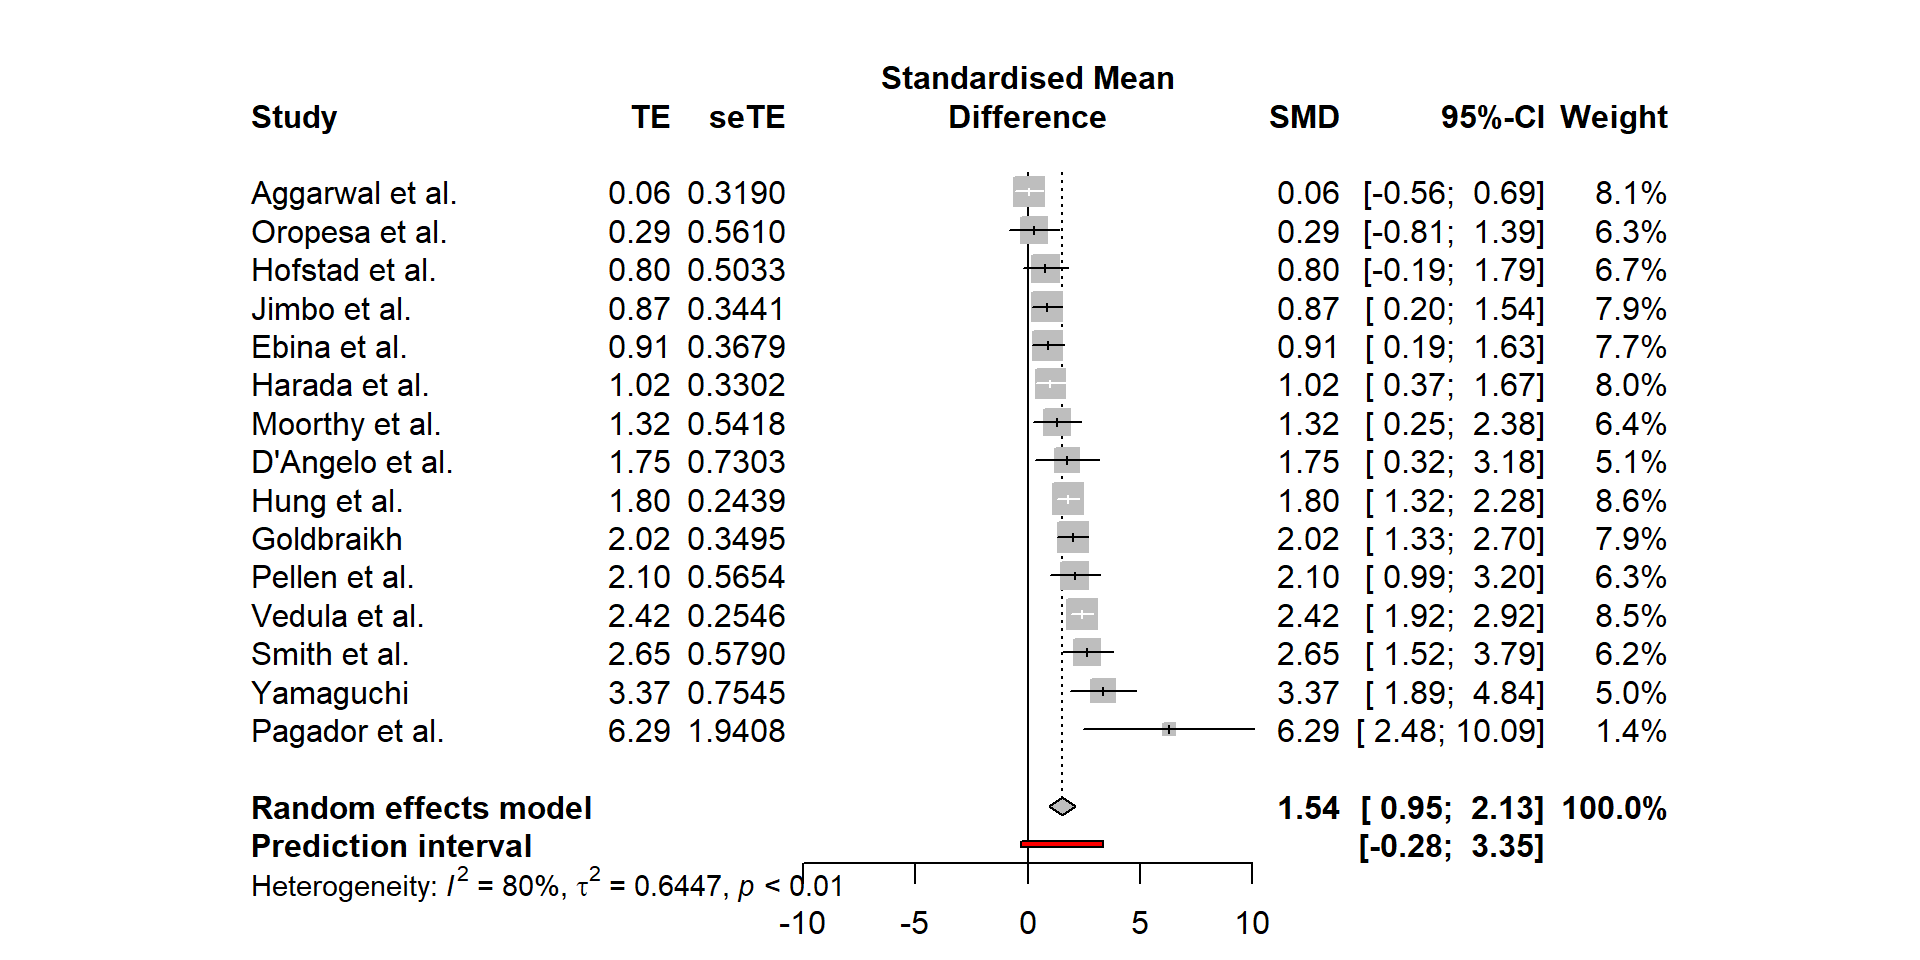 Standardised Mean
Study TE seTE Difference SMD 95%-CI Weight
Aggarwal et al. 0.06 0.3190 0.06 [-0.56; 0.69] 8.1%
Oropesa et al. 0.29 0.5610 0.29 [-0.81; 1.39] 6.3%
Hofstad et al. 0.80 0.5033 0.80 [-0.19; 1.79] 6.7%
Jimbo et al. 0.87 0.3441 0.87 [ 0.20; 1.54] 7.9%
Ebina et al. 0.91 0.3679 0.91 [ 0.19; 1.63] 7.7%
Harada et al. 1.02 0.3302 1.02 [ 0.37; 1.67] 8.0%
Moorthy et al. 1.32 0.5418 1.32 [ 0.25; 2.38] 6.4%
D'Angelo et al. 1.75 0.7303 1.75 [ 0.32; 3.18] 5.1%
Hung et al. 1.80 0.2439 1.80 [ 1.32; 2.28] 8.6%
Goldbraikh 2.02 0.3495 2.02 [ 1.33; 2.70] 7.9%
Pellen et al. 2.10 0.5654 2.10 [ 0.99; 3.20] 6.3%
Vedula et al. 2.42 0.2546 2.42 [ 1.92; 2.92] 8.5%
Smith et al. 2.65 0.5790 2.65 [ 1.52; 3.79] 6.2%
Yamaguchi 3.37 0.7545 3.37 [ 1.89; 4.84] 5.0%
Pagador et al. 6.29 1.9408 6.29 [ 2.48; 10.09] 1.4%
Random effects model 1.54 [ 0.95; 2.13] 100.0%
Prediction interval [-0.28; 3.35]
Heterogeneity: I² = 80%, τ² = 0.6447, p < 0.01
-10 -5 0 5 10